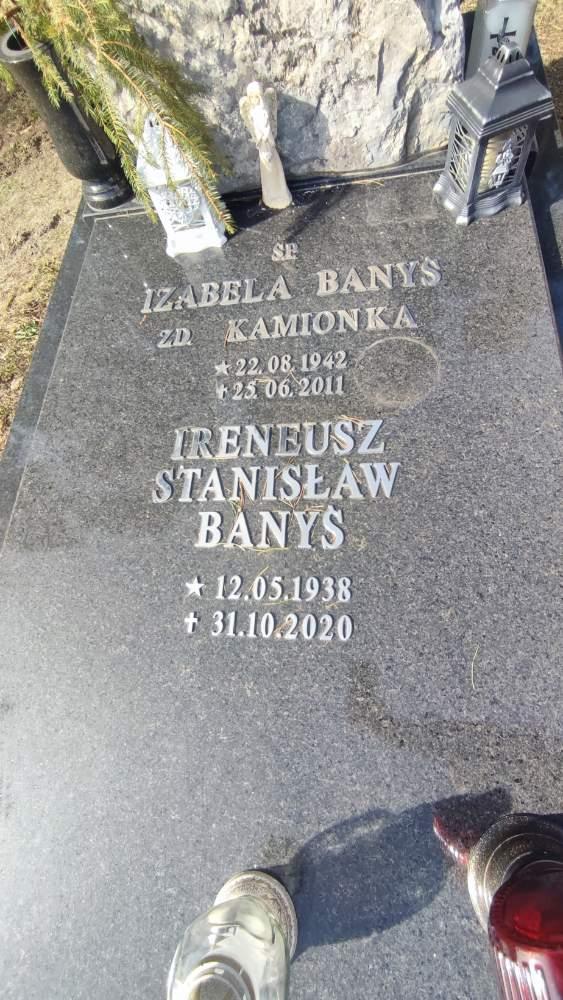 ŚP
IZABELA BANYŚ
ZD. KAMIONKA
★ 22.08.1942
✝ 25.06.2011
IRENEUSZ
STANISŁAW
BANYŚ
★ 12.05.1938
✝ 31.10.2020